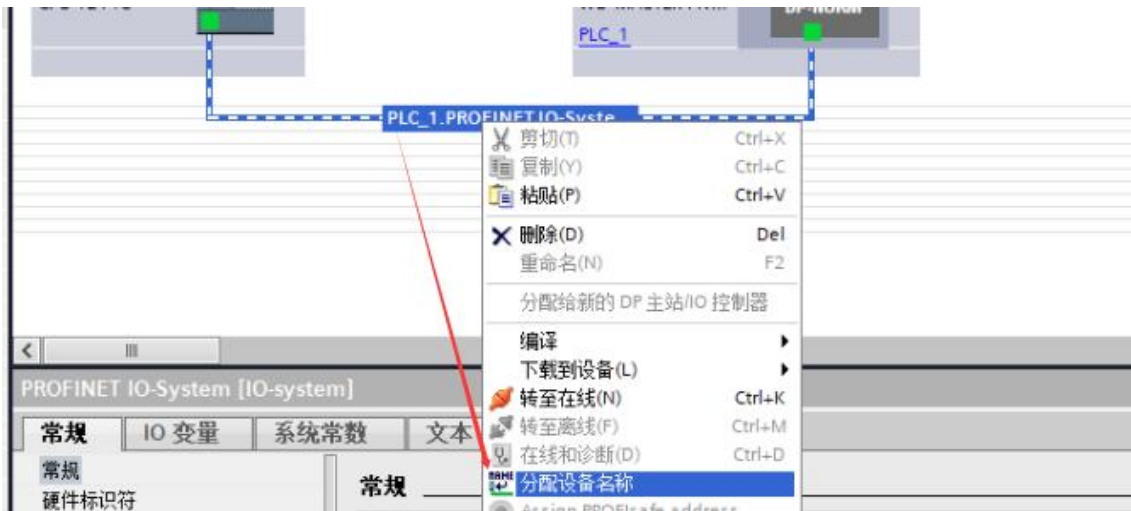 PLC_1
DP-NORM
PLC_1.PROFINET IO-Syste...
剪切(T) Ctrl+X
复制(Y) Ctrl+C
粘贴(P) Ctrl+V
删除(D) Del
重命名(N) F2
分配给新的 DP 主站/IO 控制器
编译
下载到设备(L)
转至在线(N) Ctrl+K
转至离线(F) Ctrl+M
在线和诊断(D) Ctrl+D
NAME 分配设备名称
Assign PROFIsafe address
PROFINET IO-System [IO-system]
常规 IO 变量 系统常数 文本
常规
硬件标识符
常规